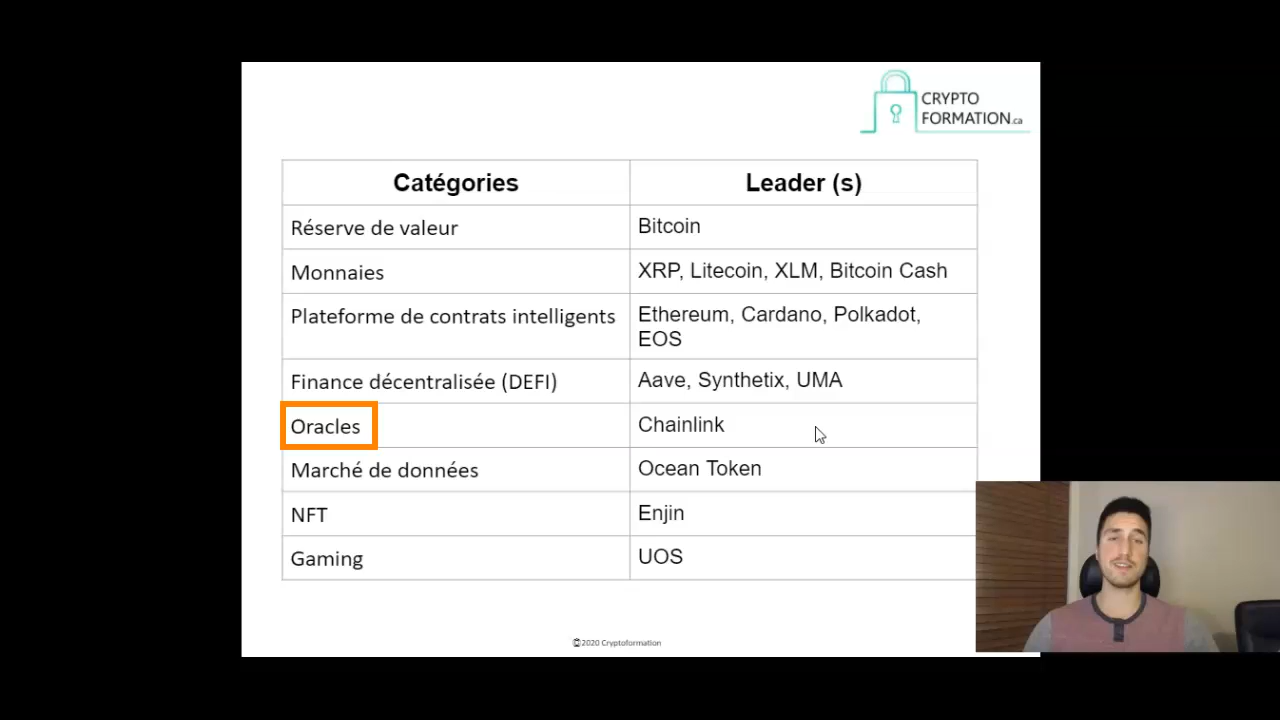 CRYPTO
FORMATION.ca
Catégories Leader (s)
Réserve de valeur Bitcoin
Monnaies XRP, Litecoin, XLM, Bitcoin Cash
Plateforme de contrats intelligents Ethereum, Cardano, Polkadot,
EOS
Finance décentralisée (DEFI) Aave, Synthetix, UMA
Oracles Chainlink
Marché de données Ocean Token
NFT Enjin
Gaming UOS
©2020 Cryptoformation